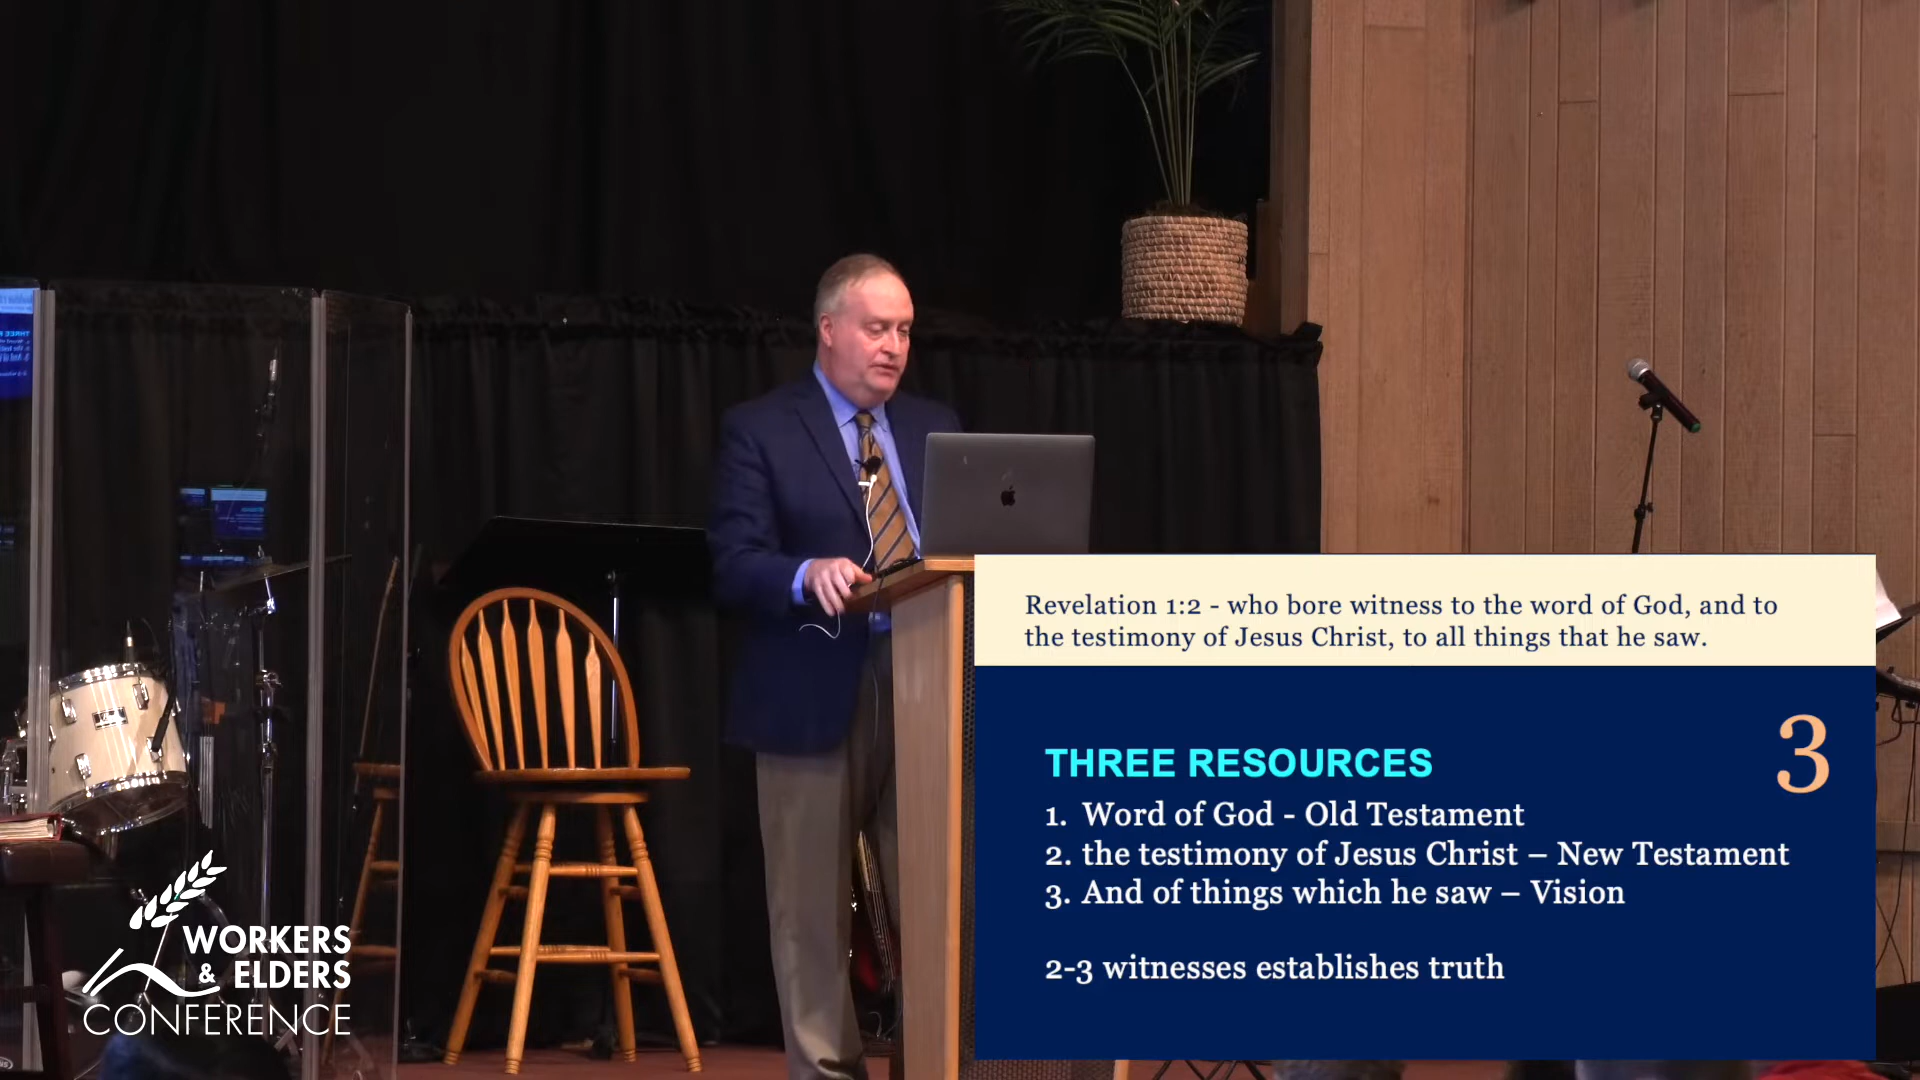 Revelation 1:2 - who bore witness to the word of God, and to
the testimony of Jesus Christ, to all things that he saw.
3
THREE RESOURCES
1. Word of God - Old Testament
2. the testimony of Jesus Christ – New Testament
3. And of things which he saw – Vision
2-3 witnesses establishes truth
WORKERS
& ELDERS
CONFERENCE